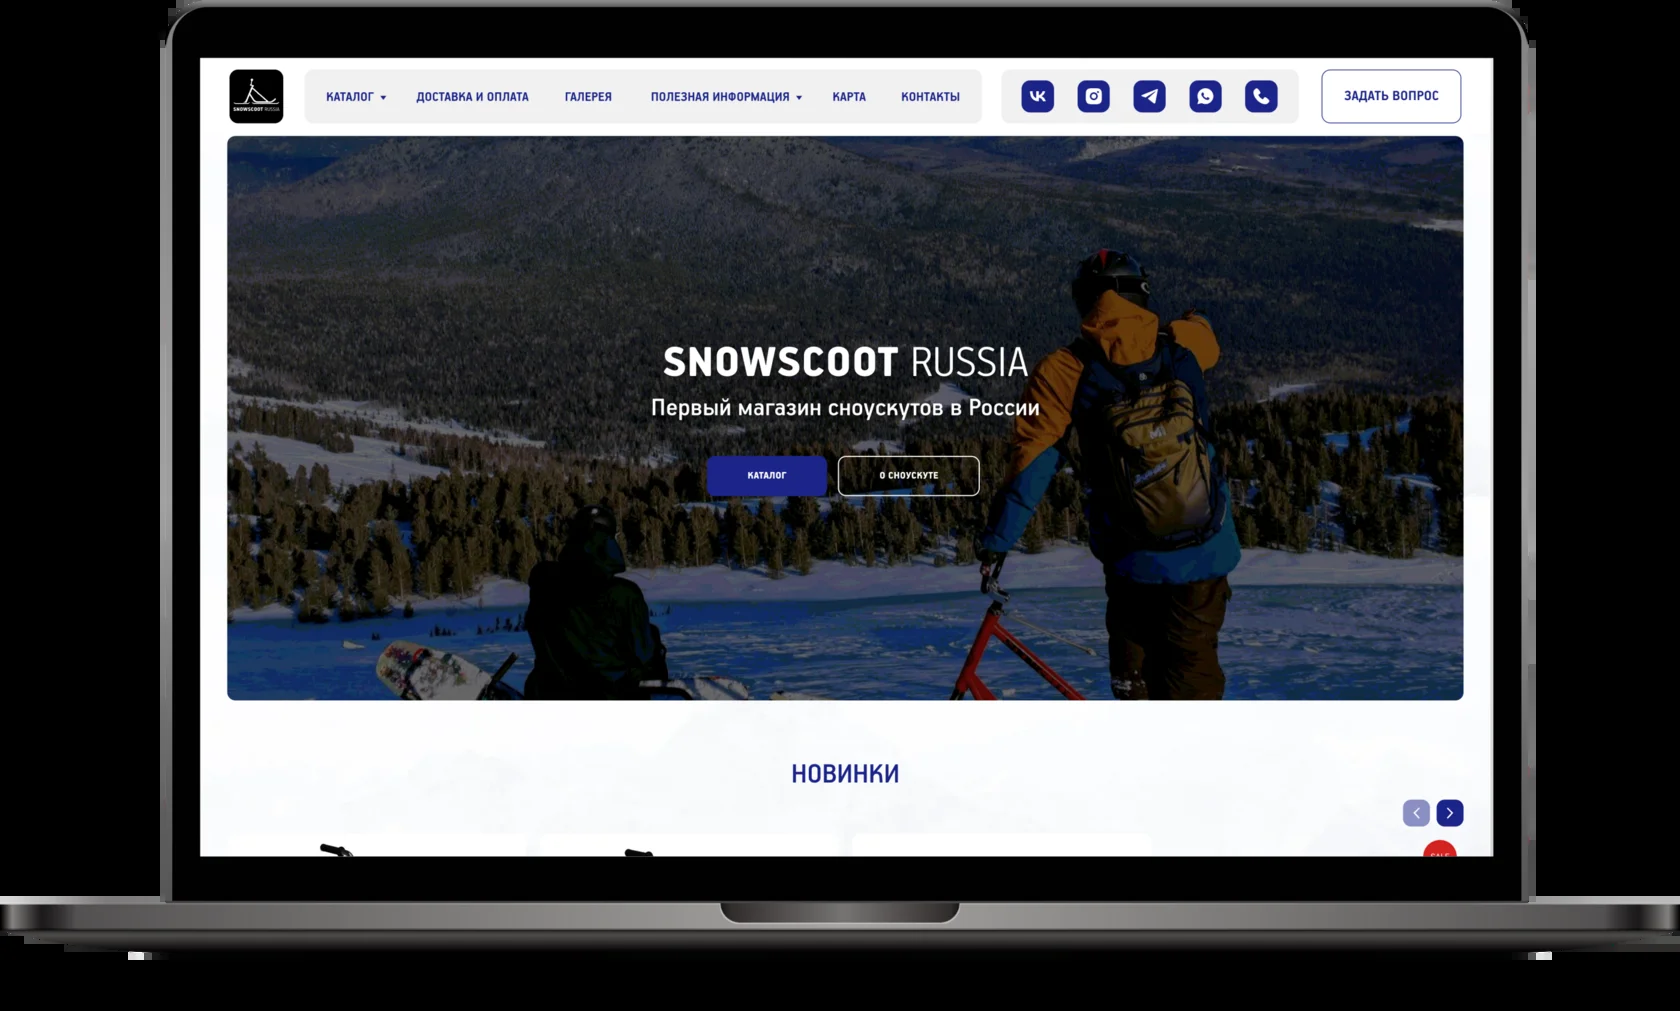 SNOWSCOOT RUSSIA
КАТАЛОГ
ДОСТАВКА И ОПЛАТА
ГАЛЕРЕЯ
ПОЛЕЗНАЯ ИНФОРМАЦИЯ
КАРТА
КОНТАКТЫ
ЗАДАТЬ ВОПРОС
SNOWSCOOT RUSSIA
Первый магазин сноускутов в России
КАТАЛОГ
О СНОУСКУТЕ
НОВИНКИ
SALE